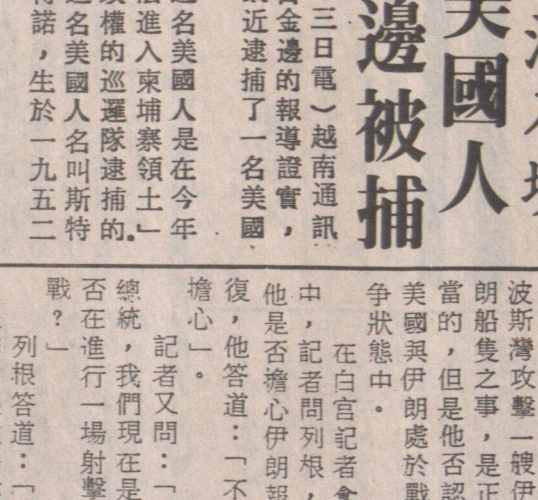 美國人
邊被捕
三日電）越南通訊
金邊的報導證實，
近逮捕了一名美國
名美國人是在今年
進入柬埔寨領土」
權的巡邏隊逮捕的。
名美國人名叫斯特
諾，生於一九五二
波斯灣攻擊一艘伊
朗船隻之事，是正
當的，但是他否認
美國與伊朗處於戰
爭狀態中。
在白宮記者會
中，記者問列根，
他是否擔心伊朗報
復，他答道：「不
擔心」。
記者又問：「
總統，我們現在是
否在進行一場射擊
戰？」
列根答道：「